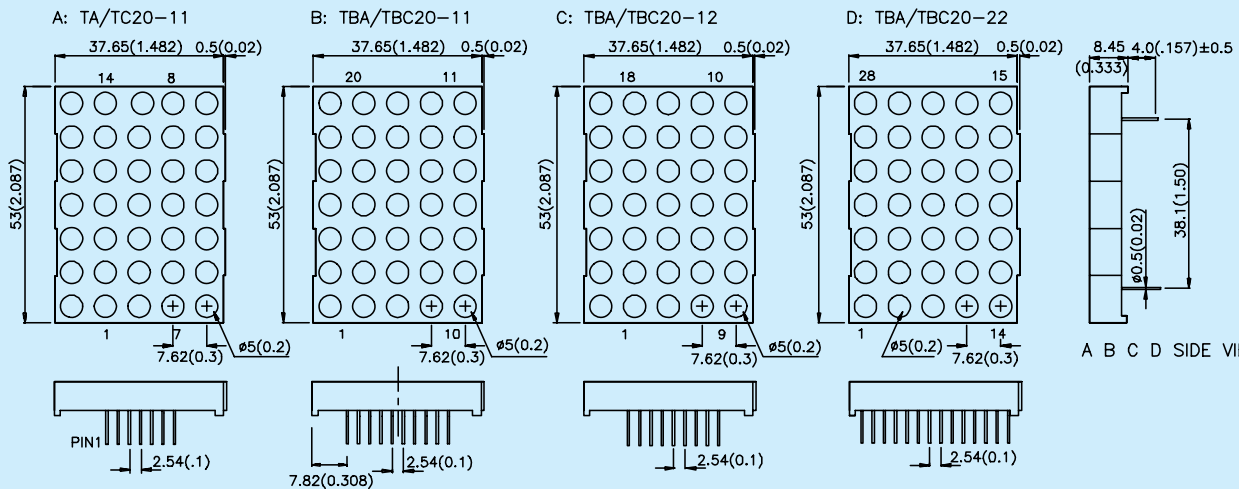 A: TA/TC20-11
B: TBA/TBC20-11
C: TBA/TBC20-12
D: TBA/TBC20-22
37.65(1.482) 0.5(0.02)
37.65(1.482) 0.5(0.02)
37.65(1.482) 0.5(0.02)
37.65(1.482) 0.5(0.02)
8.45 4.0(.157)±0.5
(0.333)
14 8
20 11
18 10
28 15
53(2.087)
53(2.087)
53(2.087)
53(2.087)
ø0.5(0.02)
38.1(1.50)
1 7
1 10
1 9
1 14
7.62(0.3) ø5(0.2)
7.62(0.3) ø5(0.2)
7.62(0.3) ø5(0.2)
ø5(0.2) 7.62(0.3)
A B C D SIDE VI
PIN1
2.54(.1)
7.82(0.308)
2.54(0.1)
2.54(0.1)
2.54(0.1)